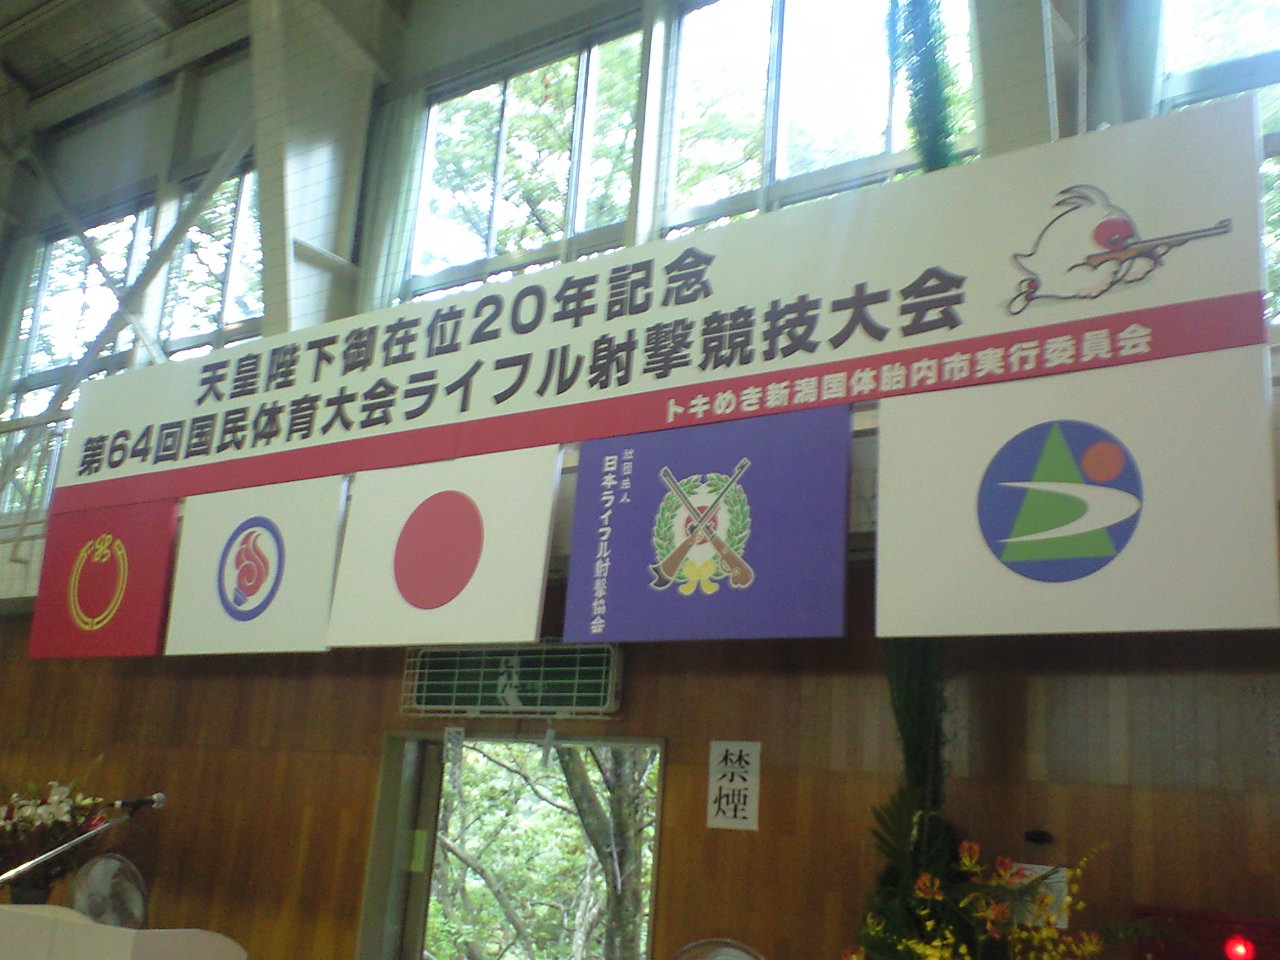 天皇陛下御在位20年記念
第64回国民体育大会ライフル射撃競技大会
トキめき新潟国体胎内市実行委員会
社団法人
日本ライフル射撃協会
禁煙